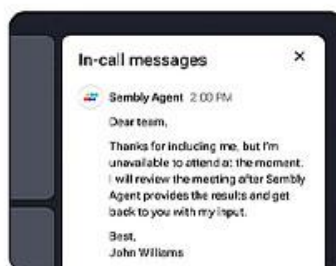 In-call messages ×
Sembly Agent 2:00 PM
Dear team,
Thanks for including me, but I'm
unavailable to attend at the moment.
I will review the meeting after Sembly
Agent provides the results and get
back to you with my input.
Best,
John Williams